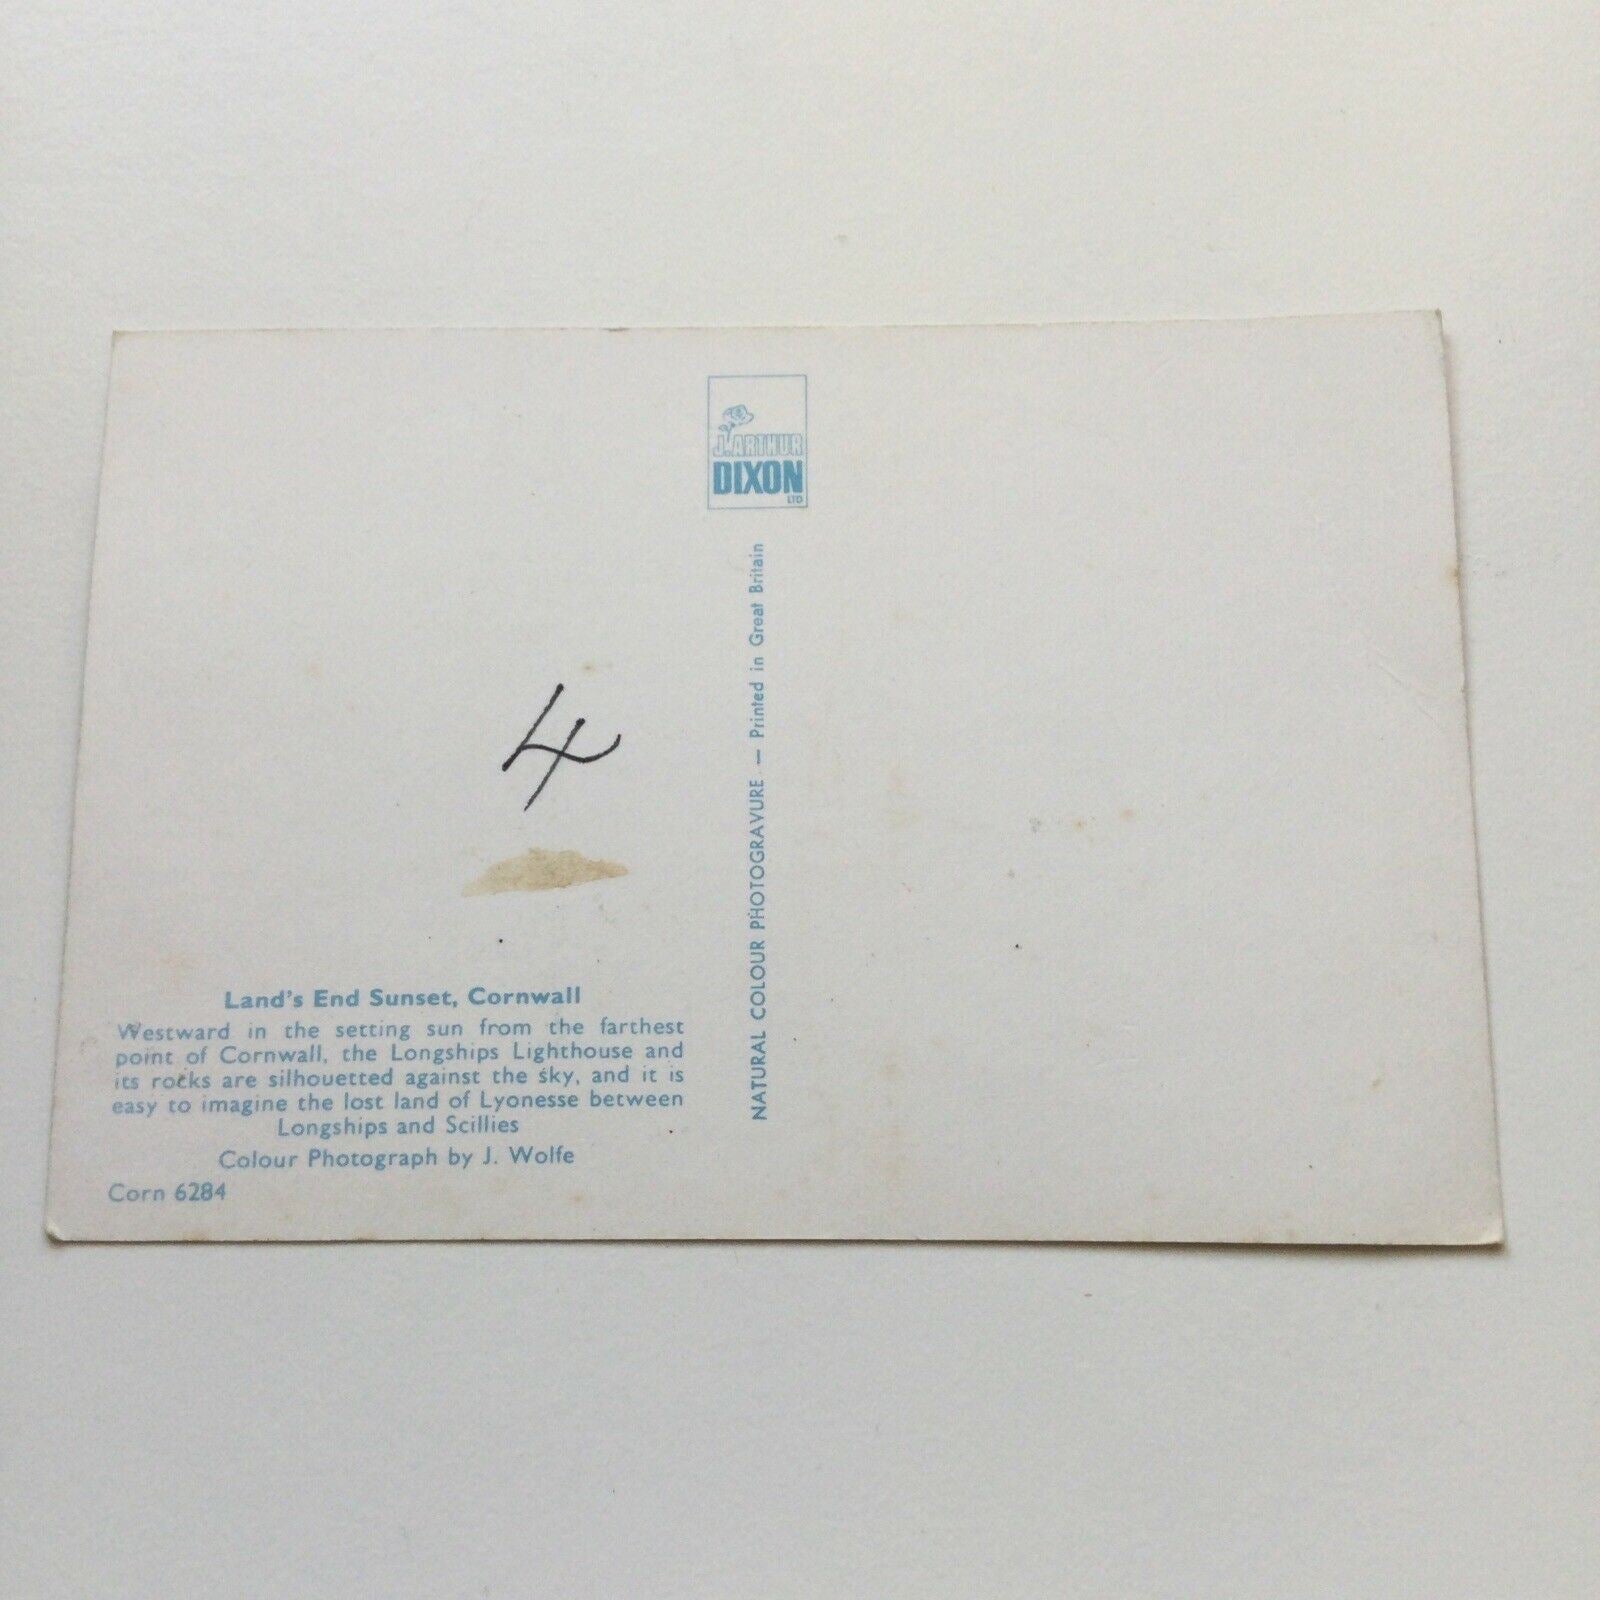 J. ARTHUR
DIXON
LTD
NATURAL COLOUR PHOTOGRAVURE. — Printed in Great Britain
4
Land's End Sunset, Cornwall
Westward in the setting sun from the farthest
point of Cornwall, the Longships Lighthouse and
its rocks are silhouetted against the sky, and it is
easy to imagine the lost land of Lyonesse between
Longships and Scillies
Colour Photograph by J. Wolfe
Corn 6284